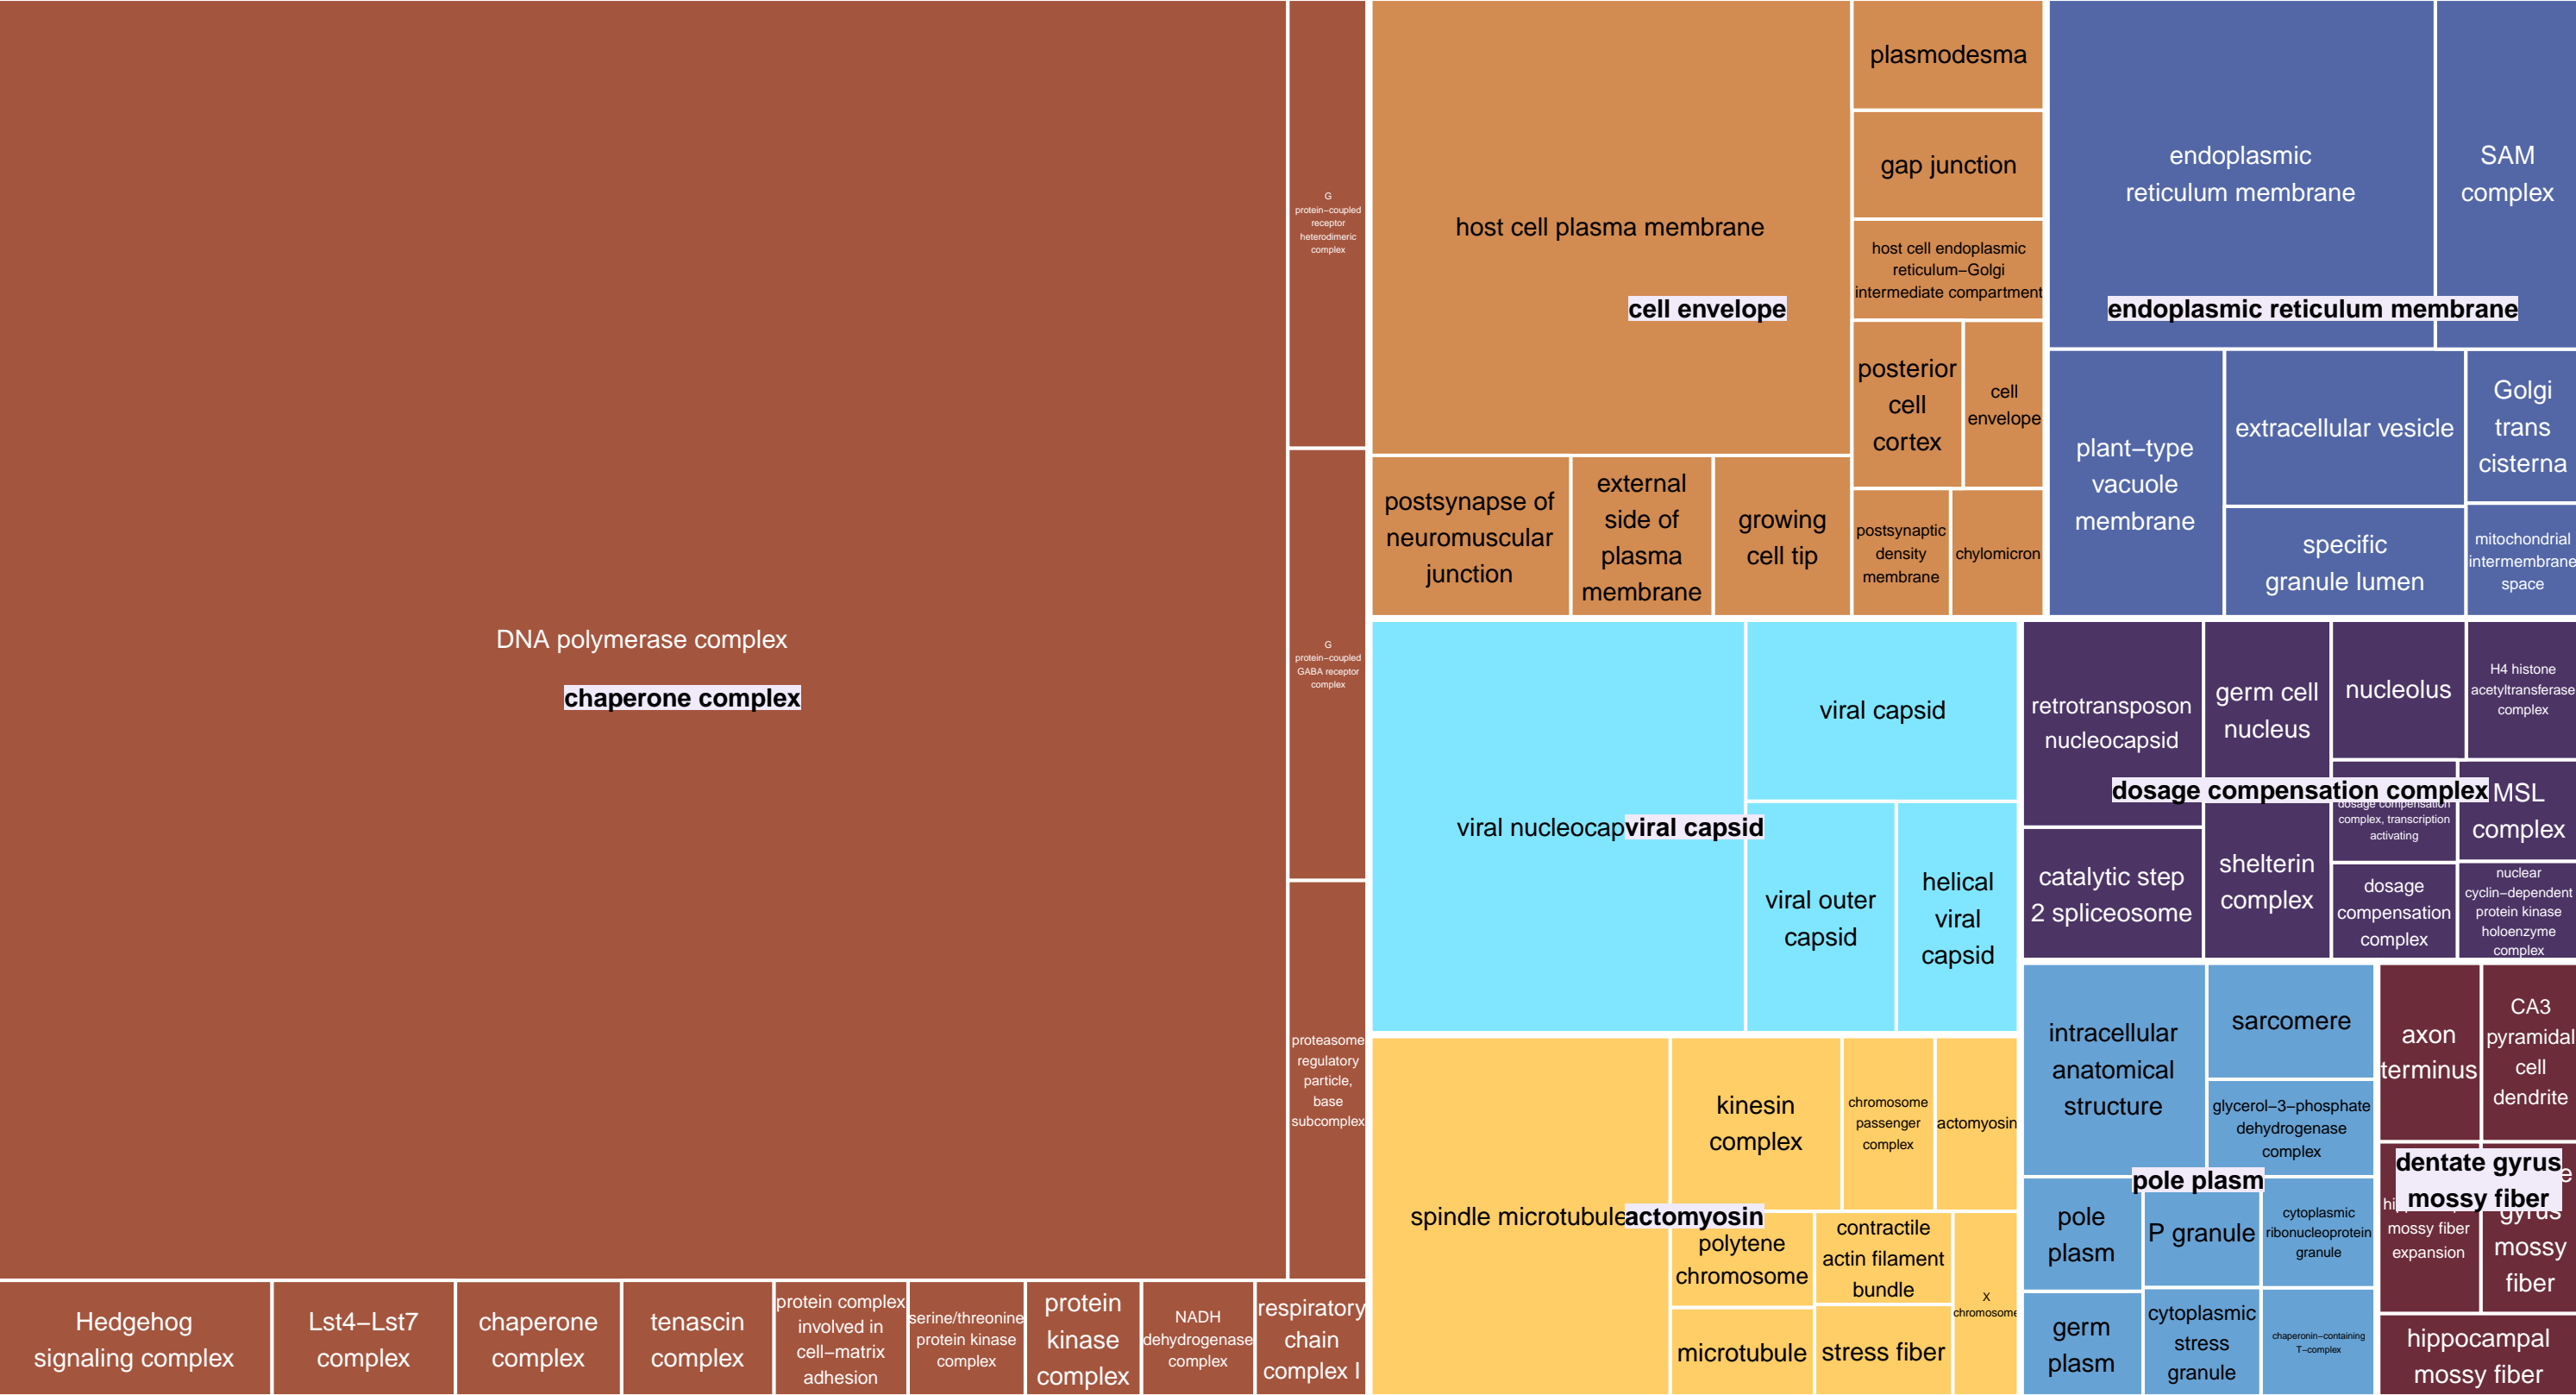 DNA polymerase complex
chaperone complex
G
protein−coupled
receptor
heterodimeric
complex
G
protein−coupled
GABA receptor
complex
proteasome
regulatory
particle,
base
subcomplex
Hedgehog
signaling complex
Lst4−Lst7
complex
chaperone
complex
tenascin
complex
protein complex
involved in
cell−matrix
adhesion
serine/threonine
protein kinase
complex
protein
kinase
complex
NADH
dehydrogenase
complex
respiratory
chain
complex I
host cell plasma membrane
cell envelope
plasmodesma
gap junction
host cell endoplasmic
reticulum−Golgi
intermediate compartment
posterior
cell
cortex
cell
envelope
postsynapse of
neuromuscular
junction
external
side of
plasma
membrane
growing
cell tip
postsynaptic
density
membrane
chylomicron
endoplasmic
reticulum membrane
SAM
complex
endoplasmic reticulum membrane
plant−type
vacuole
membrane
extracellular vesicle
specific
granule lumen
Golgi
trans
cisterna
mitochondrial
intermembrane
space
viral nucleocap
viral capsid
viral capsid
viral outer
capsid
helical
viral
capsid
retrotransposon
nucleocapsid
germ cell
nucleus
nucleolus
H4 histone
acetyltransferase
complex
dosage compensation complex
dosage compensation
complex, transcription
activating
MSL
complex
catalytic step
2 spliceosome
shelterin
complex
dosage
compensation
complex
nuclear
cyclin−dependent
protein kinase
holoenzyme
complex
spindle microtubule
actomyosin
kinesin
complex
chromosome
passenger
complex
actomyosin
polytene
chromosome
contractile
actin filament
bundle
X
chromosome
microtubule
stress fiber
intracellular
anatomical
structure
sarcomere
glycerol−3−phosphate
dehydrogenase
complex
pole plasm
pole
plasm
P granule
cytoplasmic
ribonucleoprotein
granule
germ
plasm
cytoplasmic
stress
granule
chaperonin−containing
T−complex
axon
terminus
CA3
pyramidal
cell
dendrite
dentate gyrus
mossy fiber
mossy fiber
expansion
gyrus
mossy
fiber
hippocampal
mossy fiber